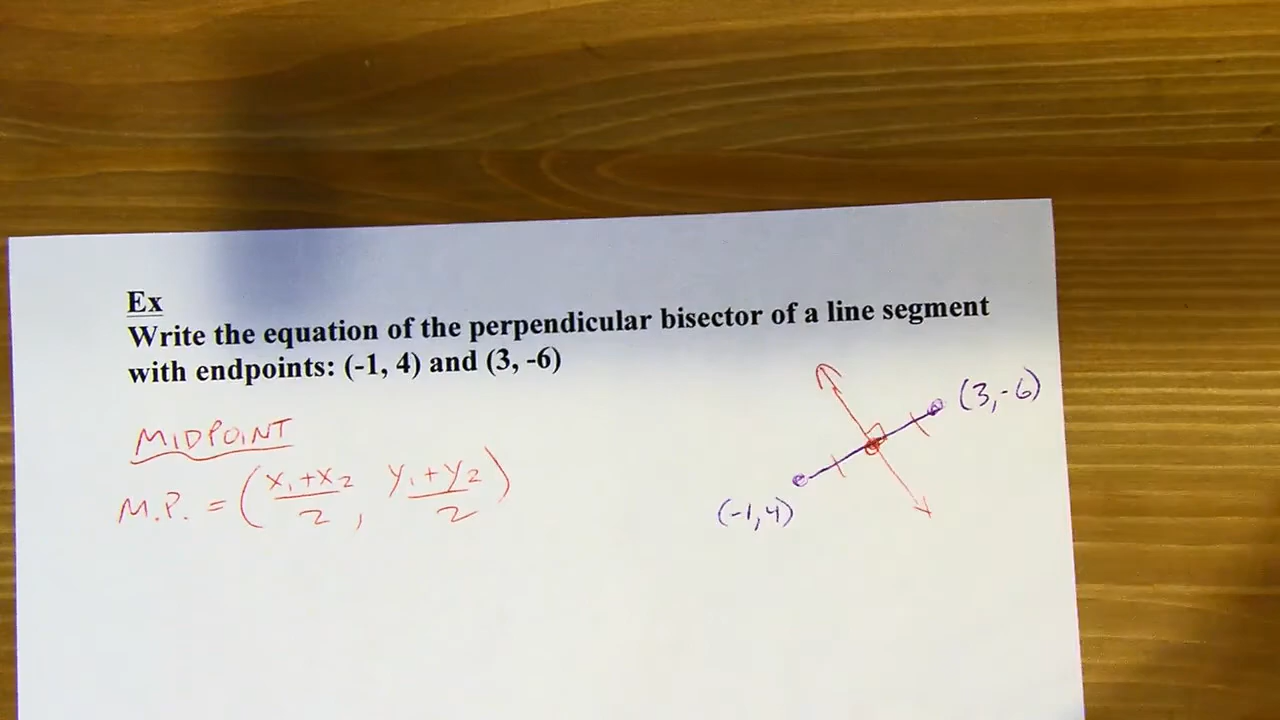 Ex
Write the equation of the perpendicular bisector of a line segment
with endpoints: (-1, 4) and (3, -6)
(3,-6)
MIDPOINT
M.P. = (x₁+x₂/2, y₁+y₂/2)
(-1,4)